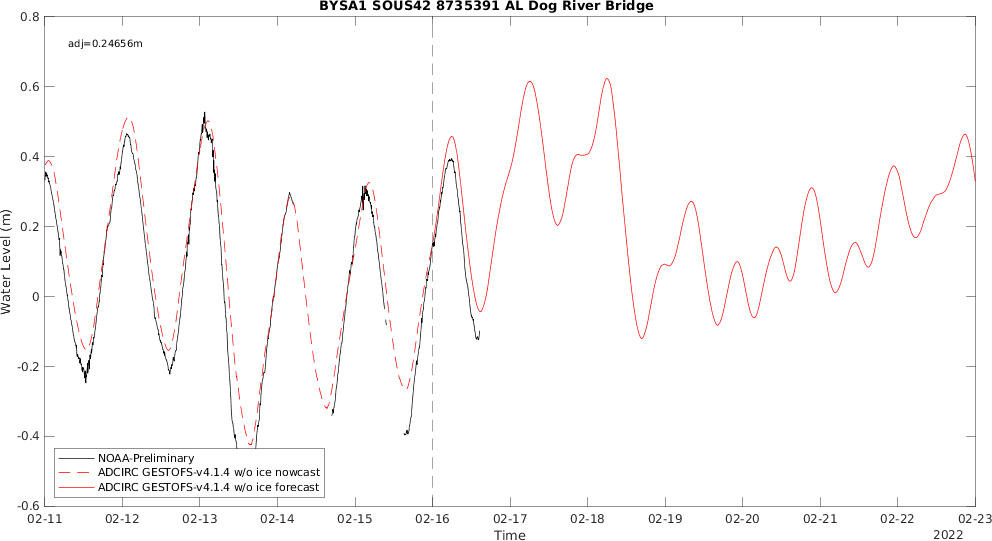 BYSA1 SOUS42 8735391 AL Dog River Bridge
adj=0.24656m
Water Level (m)
0.8
0.6
0.4
0.2
0
-0.2
-0.4
-0.6
NOAA-Preliminary
ADCIRC GESTOFS-v4.1.4 w/o ice nowcast
ADCIRC GESTOFS-v4.1.4 w/o ice forecast
02-11 02-12 02-13 02-14 02-15 02-16 02-17 02-18 02-19 02-20 02-21 02-22 02-23
Time
2022